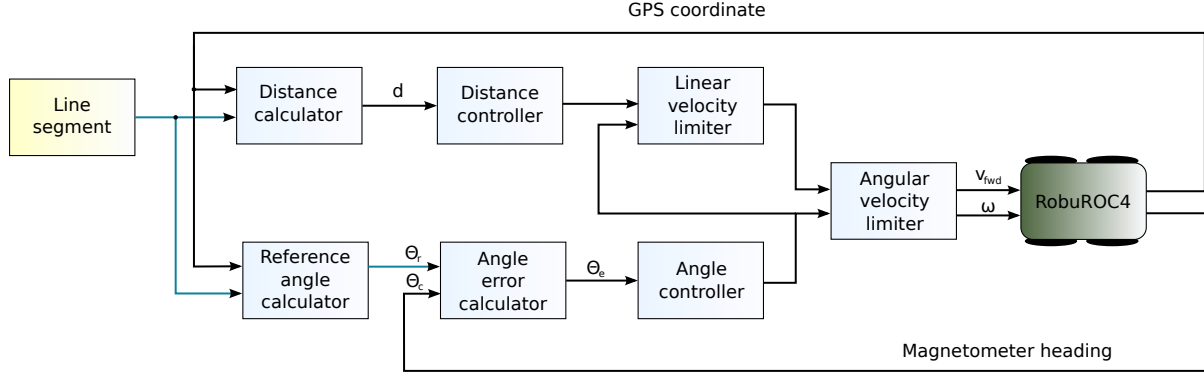 GPS coordinate
Line
segment
Distance
calculator
d
Distance
controller
Linear
velocity
limiter
Angular
velocity
limiter
v_fwd
ω
RobuROC4
Reference
angle
calculator
Θr
Θc
Angle
error
calculator
Θe
Angle
controller
Magnetometer heading